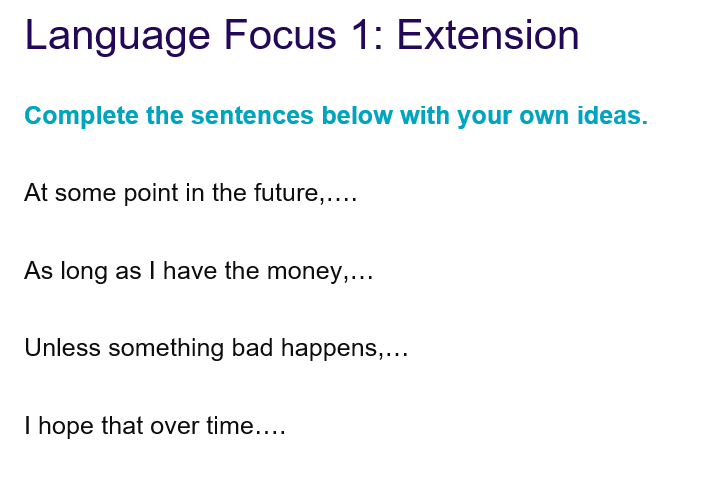 Language Focus 1: Extension
Complete the sentences below with your own ideas.
At some point in the future,….
As long as I have the money,…
Unless something bad happens,…
I hope that over time….